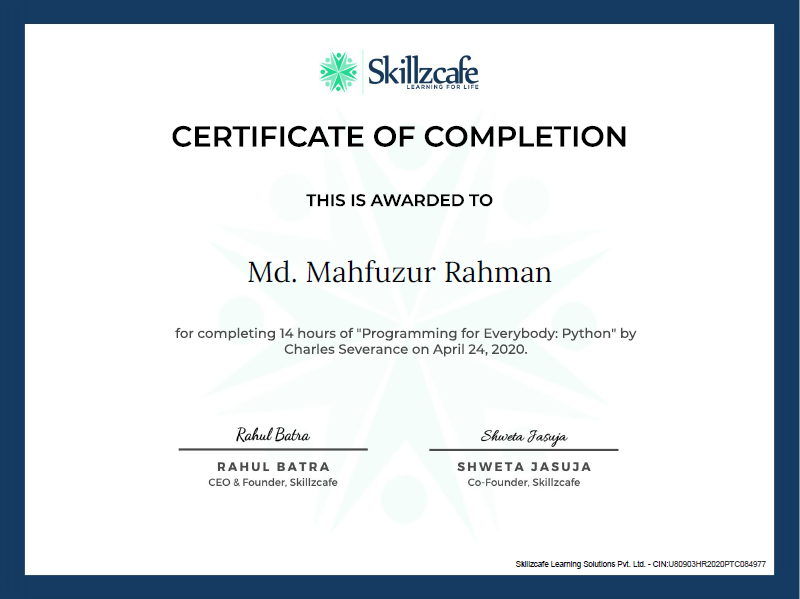 Skillzcafe
LEARNING FOR LIFE
CERTIFICATE OF COMPLETION
THIS IS AWARDED TO
Md. Mahfuzur Rahman
for completing 14 hours of "Programming for Everybody: Python" by
Charles Severance on April 24, 2020.
Rahul Batra
Shweta Jasuja
RAHUL BATRA
SHWETA JASUJA
CEO & Founder, Skillzcafe
Co-Founder, Skillzcafe
Skillzcafe Learning Solutions Pvt. Ltd. - CIN:U80903HR2020PTC084977